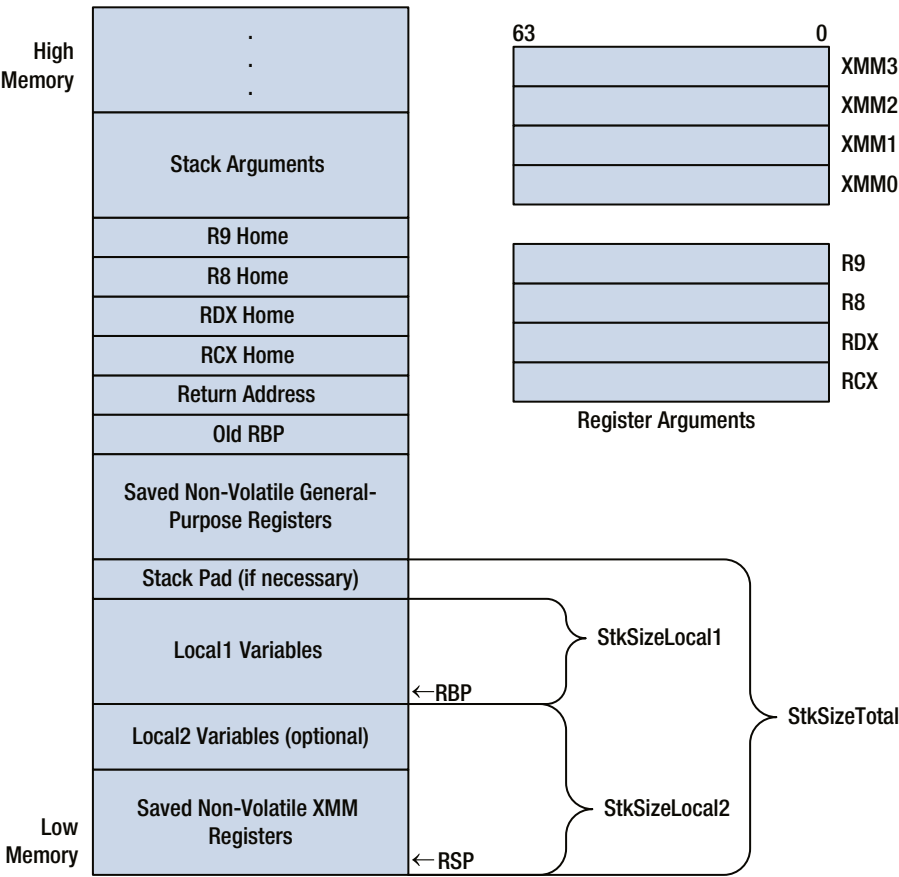 High
Memory
.
.
.
Stack Arguments
R9 Home
R8 Home
RDX Home
RCX Home
Return Address
Old RBP
Saved Non-Volatile General-
Purpose Registers
Stack Pad (if necessary)
Local1 Variables
←RBP
Local2 Variables (optional)
Saved Non-Volatile XMM
Registers
←RSP
Low
Memory
StkSizeLocal1
StkSizeTotal
StkSizeLocal2
63 0
XMM3
XMM2
XMM1
XMM0
R9
R8
RDX
RCX
Register Arguments